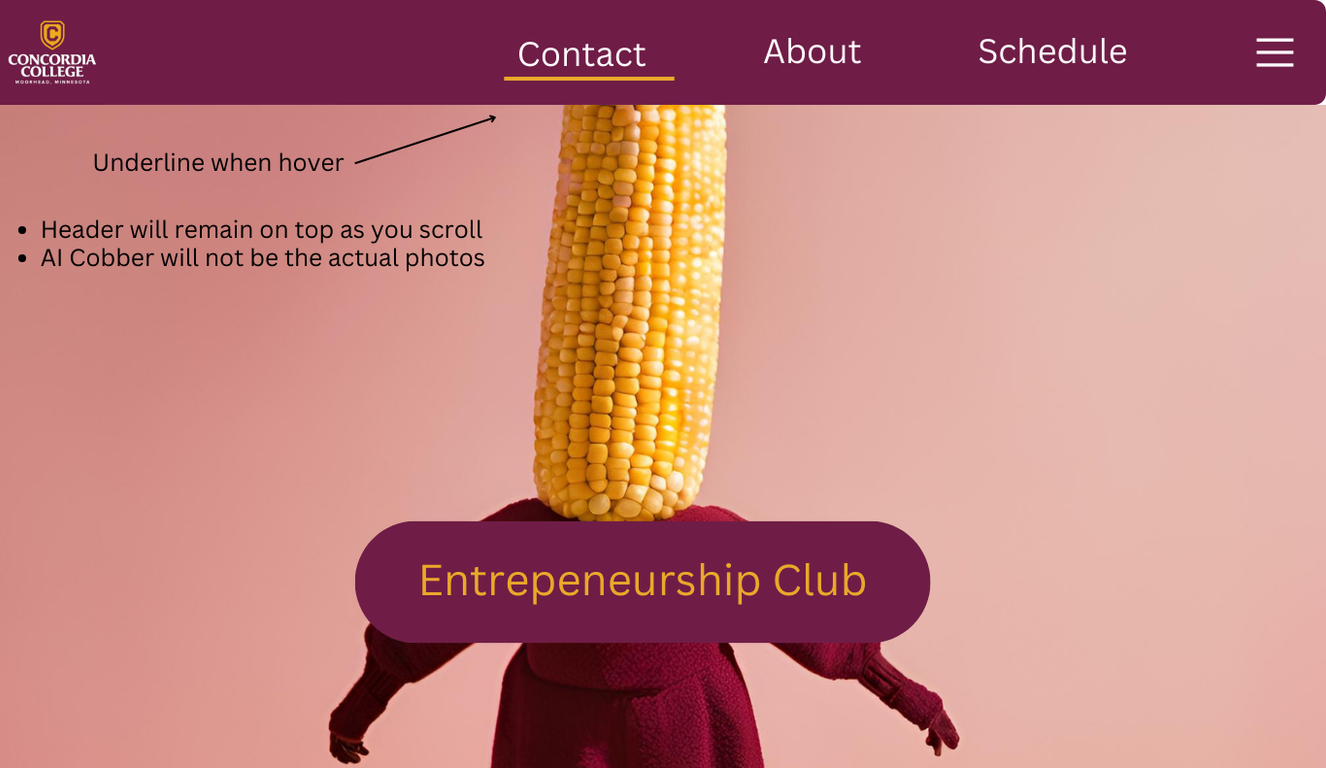 C
CONCORDIA
COLLEGE
MOORHEAD, MINNESOTA
Contact
About
Schedule
Underline when hover
• Header will remain on top as you scroll
• AI Cobber will not be the actual photos
Entrepeneurship Club